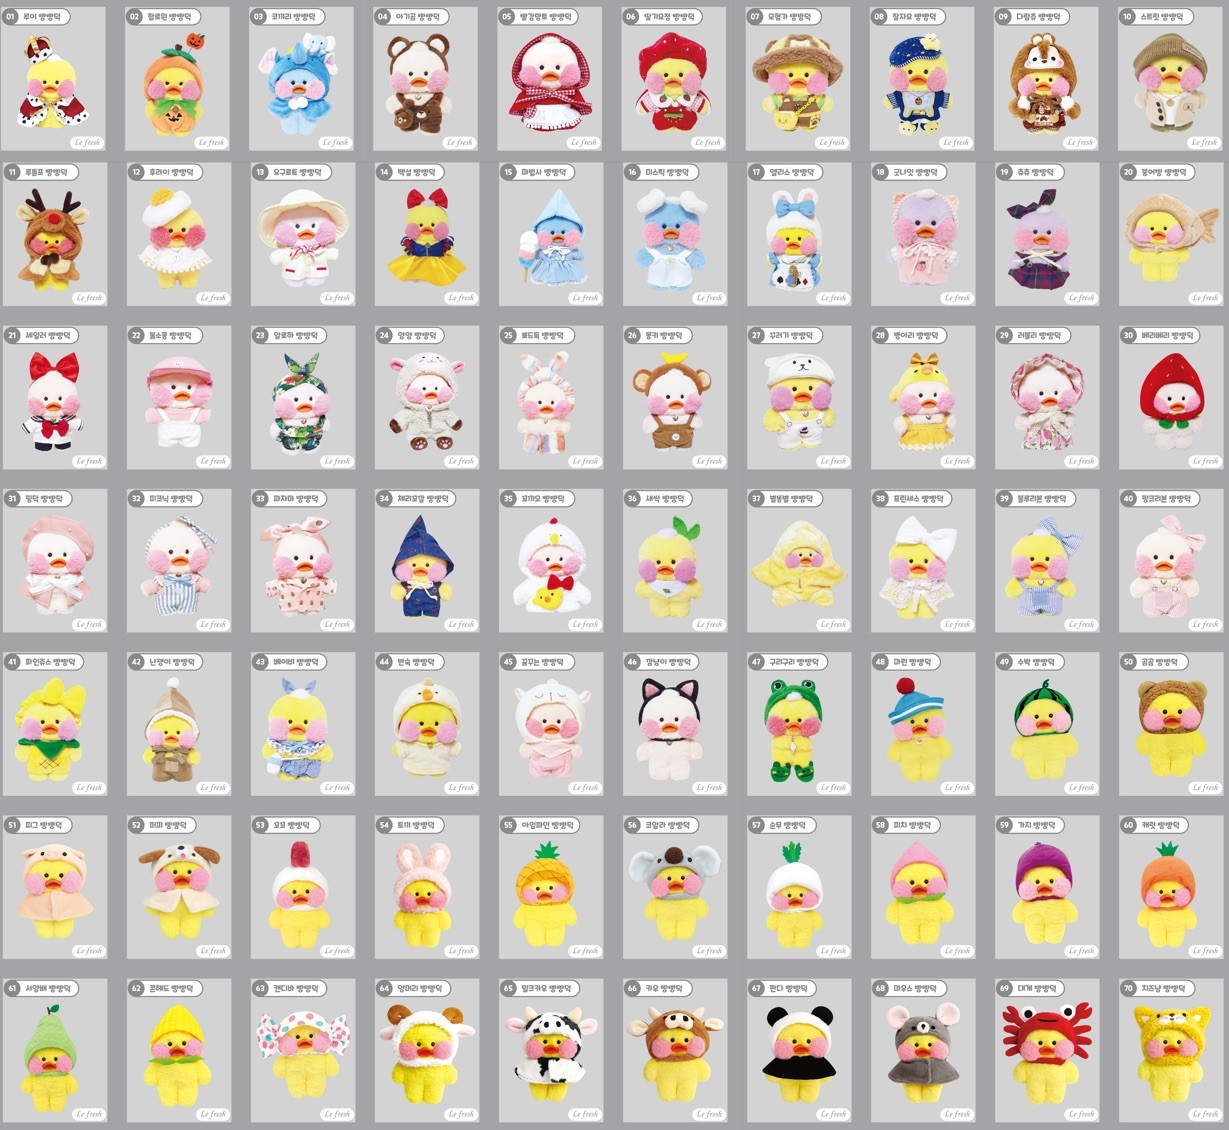 01 루이 빵빵덕
02 할로윈 빵빵덕
03 코끼리 빵빵덕
04 아기곰 빵빵덕
05 빨강망토 빵빵덕
06 딸기요정 빵빵덕
07 모험가 빵빵덕
08 잘자요 빵빵덕
09 다람쥬 빵빵덕
10 스트릿 빵빵덕
Le fresh
Le fresh
Le fresh
Le fresh
Le fresh
Le fresh
Le fresh
Le fresh
Le fresh
Le fresh
11 루돌프 빵빵덕
12 후라이 빵빵덕
13 요구르트 빵빵덕
14 백설 빵빵덕
15 마법사 빵빵덕
16 미스틱 빵빵덕
17 앨리스 빵빵덕
18 굿나잇 빵빵덕
19 츄츄 빵빵덕
20 붕어빵 빵빵덕
Le fresh
Le fresh
Le fresh
Le fresh
Le fresh
Le fresh
Le fresh
Le fresh
Le fresh
Le fresh
21 세일러 빵빵덕
22 봄소풍 빵빵덕
23 알로하 빵빵덕
24 양양 빵빵덕
25 빵빵덕
26 몽키 빵빵덕
27 꾸러기 빵빵덕
28 병아리 빵빵덕
29 러블리 빵빵덕
30 베리베리 빵빵덕
Le fresh
Le fresh
Le fresh
Le fresh
Le fresh
Le fresh
Le fresh
Le fresh
Le fresh
Le fresh
31 핑덕 빵빵덕
32 피크닉 빵빵덕
33 파자마 빵빵덕
34 체리꼬깔 빵빵덕
35 꼬끼오 빵빵덕
36 새싹 빵빵덕
37 별똥별 빵빵덕
38 프린세스 빵빵덕
39 블루리본 빵빵덕
40 핑크리본 빵빵덕
Le fresh
Le fresh
Le fresh
Le fresh
Le fresh
Le fresh
Le fresh
Le fresh
Le fresh
Le fresh
41 파인쥬스 빵빵덕
42 난쟁이 빵빵덕
43 베이비 빵빵덕
44 반숙 빵빵덕
45 꿈꾸는 빵빵덕
46 깜냥이 빵빵덕
47 구리구리 빵빵덕
48 마린 빵빵덕
49 수박 빵빵덕
50 곰곰 빵빵덕
Le fresh
Le fresh
Le fresh
Le fresh
Le fresh
Le fresh
Le fresh
Le fresh
Le fresh
Le fresh
51 피그 빵빵덕
52 퍼피 빵빵덕
53 꼬꼬 빵빵덕
54 토끼 빵빵덕
55 아임파인 빵빵덕
56 코알라 빵빵덕
57 순무 빵빵덕
58 피치 빵빵덕
59 가지 빵빵덕
60 캐럿 빵빵덕
Le fresh
Le fresh
Le fresh
Le fresh
Le fresh
Le fresh
Le fresh
Le fresh
Le fresh
Le fresh
61 서양배 빵빵덕
62 콘헤드 빵빵덕
63 캔디바 빵빵덕
64 양머리 빵빵덕
65 밀크카우 빵빵덕
66 카우 빵빵덕
67 판다 빵빵덕
68 마우스 빵빵덕
69 대게 빵빵덕
70 치즈냥 빵빵덕
Le fresh
Le fresh
Le fresh
Le fresh
Le fresh
Le fresh
Le fresh
Le fresh
Le fresh
Le fresh